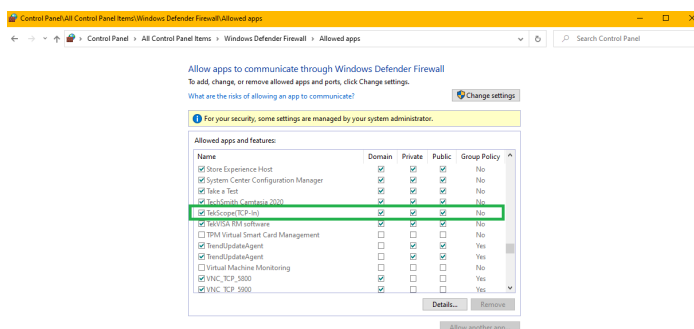 Control Panel\All Control Panel Items\Windows Defender Firewall\Allowed apps
Control Panel › All Control Panel Items › Windows Defender Firewall › Allowed apps
Search Control Panel
Allow apps to communicate through Windows Defender Firewall
To add, change, or remove allowed apps and ports, click Change settings.
What are the risks of allowing an app to communicate?
Change settings
For your security, some settings are managed by your system administrator.
Allowed apps and features:
Name Domain Private Public Group Policy
Store Experience Host No
System Center Configuration Manager No
Take a Test No
TechSmith Camtasia 2020 No
TekScope(TCP-In) No
TekVISA RM software No
TPM Virtual Smart Card Management No
TrendUpdateAgent Yes
TrendUpdateAgent Yes
Virtual Machine Monitoring No
VNC_TCP_5800 Yes
VNC_TCP_5900 Yes
Details... Remove
Allow another app...